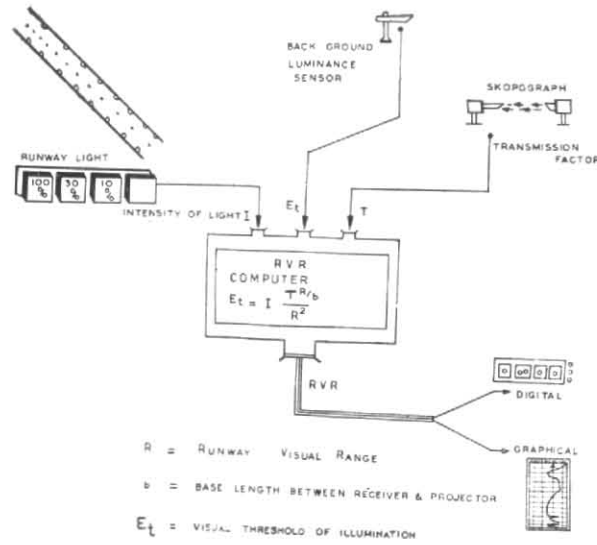 BACK GROUND
LUMINANCE
SENSOR
SKOPOGRAPH
TRANSMISSION
FACTOR
RUNWAY LIGHT
100 % 30 % 10 %
INTENSITY OF LIGHT I
Et
T
RVR
COMPUTER
Et = I T^R/b / R²
RVR
DIGITAL
GRAPHICAL
R = RUNWAY VISUAL RANGE
b = BASE LENGTH BETWEEN RECEIVER & PROJECTOR
Et = VISUAL THRESHOLD OF ILLUMINATION